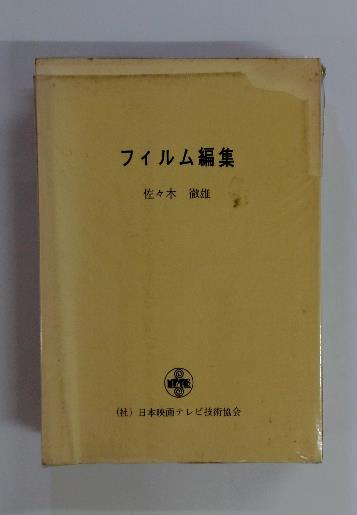 フィルム編集
佐々木 徹雄
(社) 日本映画テレビ技術協会